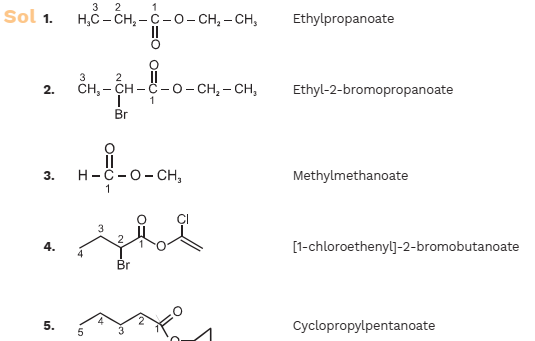 Sol 1. H₃C – CH₂ – C – O – CH₂ – CH₃ Ethylpropanoate
3 2 1
O
O
2. CH₃ – CH – C – O – CH₂ – CH₃ Ethyl-2-bromopropanoate
3 2 1
Br
O
3. H – C – O – CH₃ Methylmethanoate
1
O Cl
4. 4 3 2 1 O [1-chloroethenyl]-2-bromobutanoate
Br
O
5. 5 4 3 2 1 Cyclopropylpentanoate
O